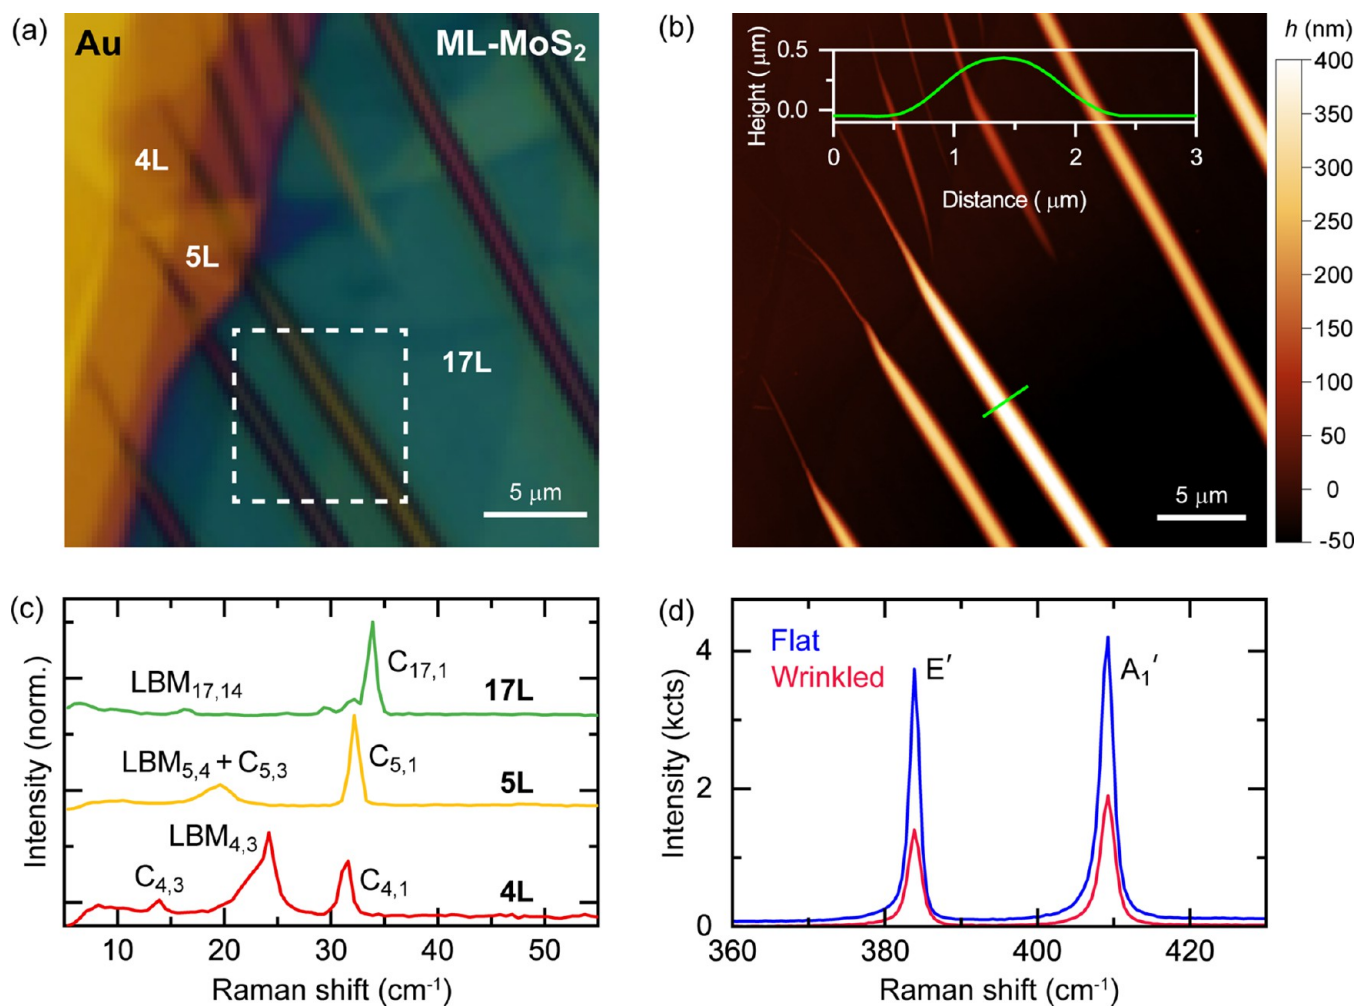 (a)
Au
ML-MoS₂
4L
5L
17L
5 μm
(b)
h (nm)
Height (μm)
0.5
0.0
0
1
2
3
Distance (μm)
5 μm
400
350
300
250
200
150
100
50
0
-50
(c)
Intensity (norm.)
LBM₁₇,₁₄
C₁₇,₁
17L
LBM₅,₄ + C₅,₃
C₅,₁
5L
LBM₄,₃
C₄,₃
C₄,₁
4L
10 20 30 40 50
Raman shift (cm⁻¹)
(d)
Intensity (kcts)
Flat
Wrinkled
E′
A₁′
4
2
0
360 380 400 420
Raman shift (cm⁻¹)